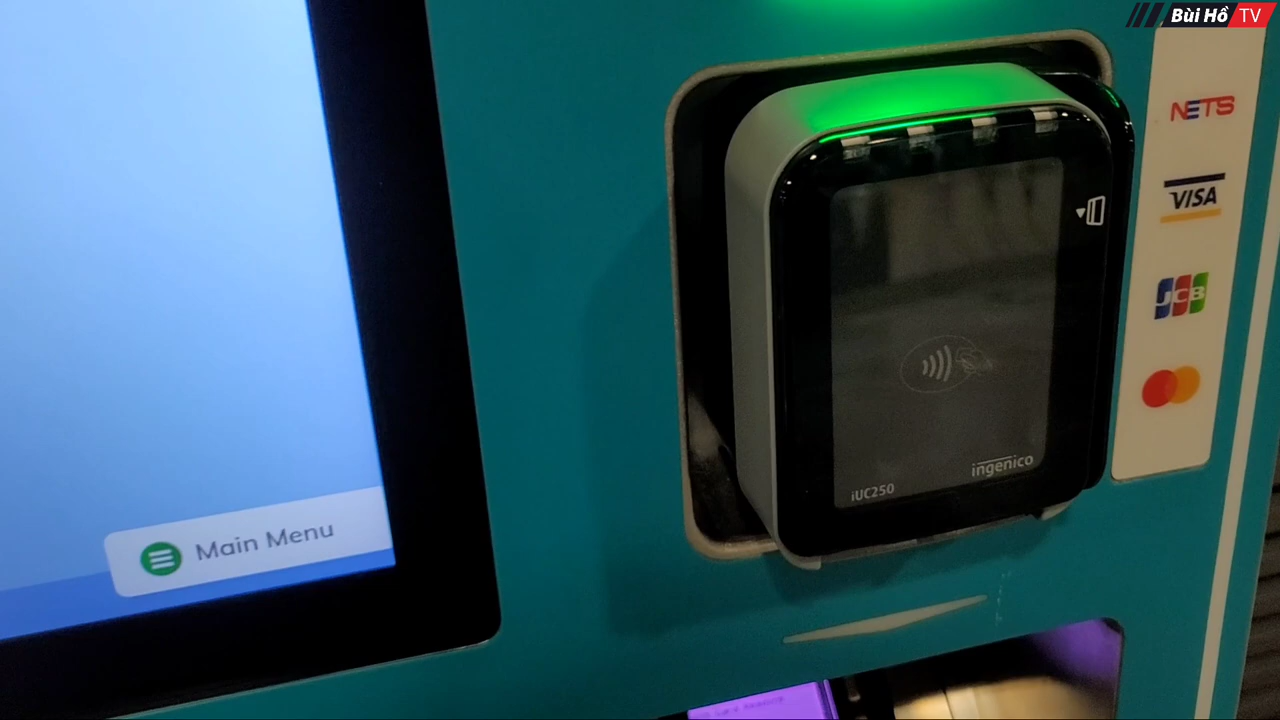 Bùi Hồ TV
NETS
VISA
JCB
ingenico
iUC250
Main Menu